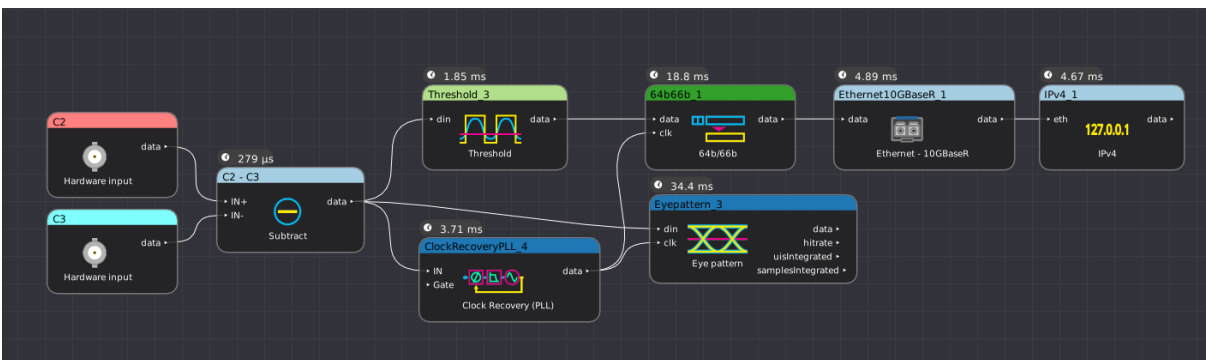 C2
data
Hardware input
C3
data
Hardware input
279 µs
C2 - C3
IN+
IN-
data
Subtract
1.85 ms
Threshold_3
din
data
Threshold
3.71 ms
ClockRecoveryPLL_4
IN
Gate
data
Clock Recovery (PLL)
18.8 ms
64b66b_1
data
clk
data
64b/66b
34.4 ms
Eyepattern_3
din
clk
data
hitrate
uisIntegrated
samplesIntegrated
Eye pattern
4.89 ms
Ethernet10GBaseR_1
data
data
Ethernet - 10GBaseR
4.67 ms
IPv4_1
eth
data
127.0.0.1
IPv4